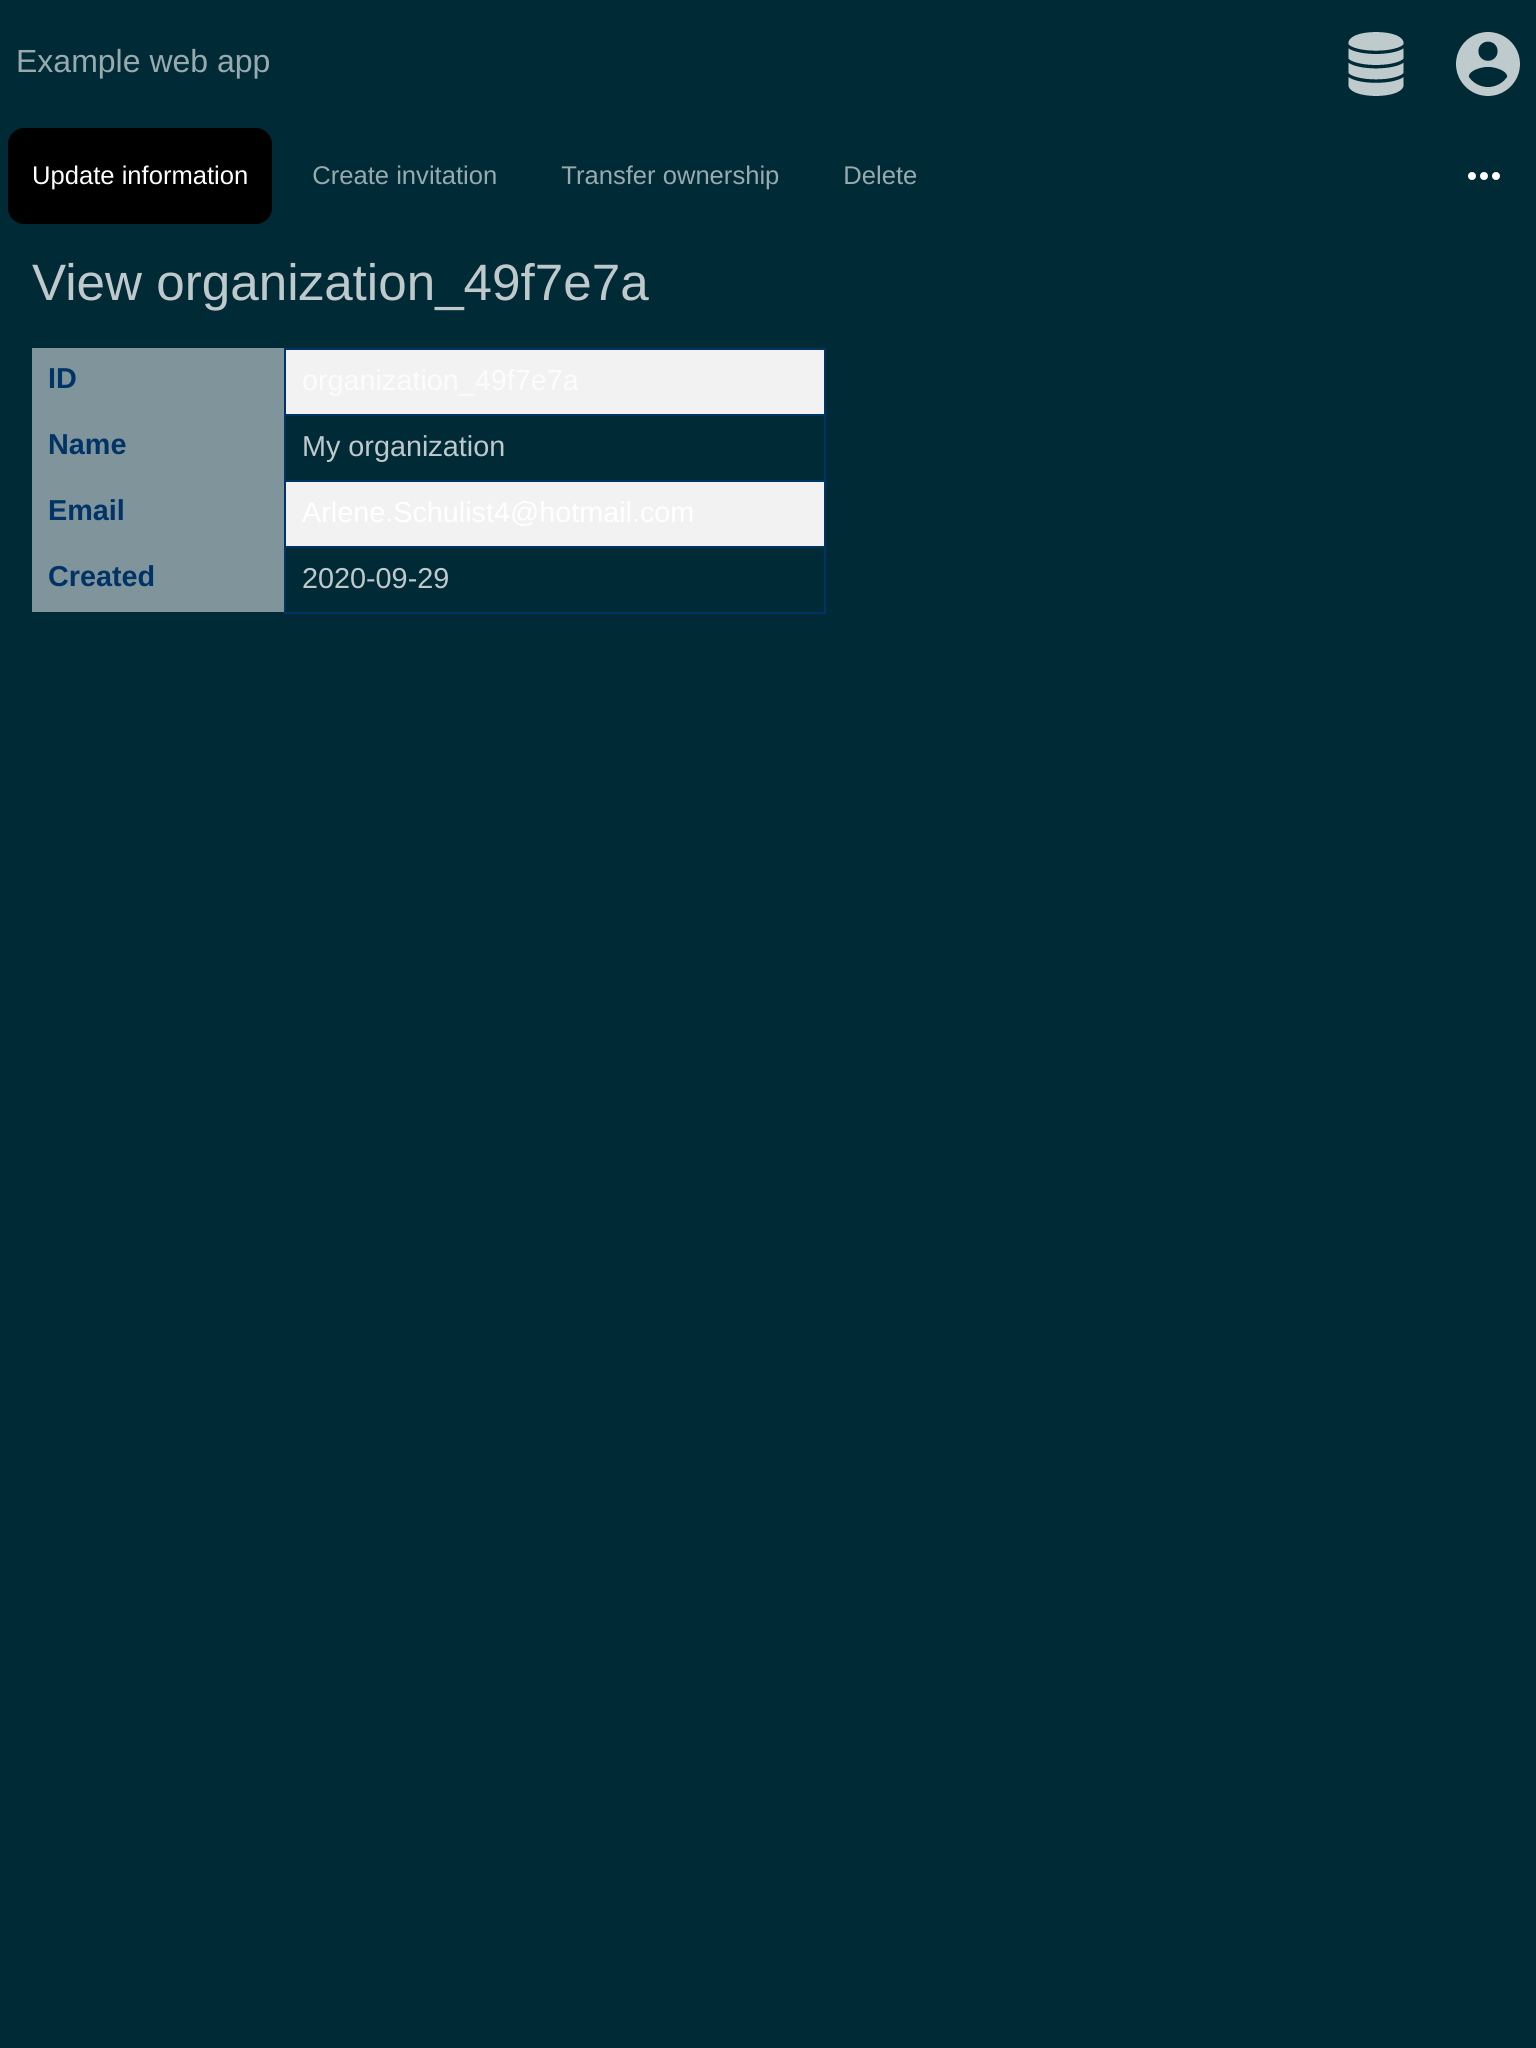 Example web app
Update information Create invitation Transfer ownership Delete
View organization_49f7e7a
ID organization_49f7e7a
Name My organization
Email Arlene.Schulist4@hotmail.com
Created 2020-09-29